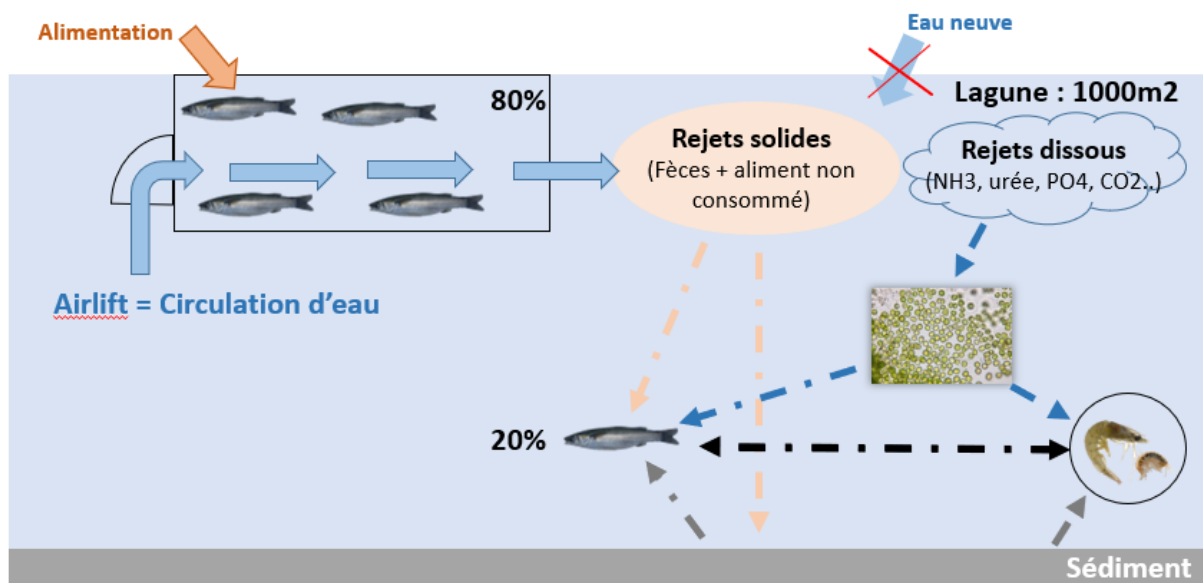 Alimentation
Eau neuve
80%
Lagune : 1000m2
Rejets solides
(Fèces + aliment non
consommé)
Rejets dissous
(NH3, urée, PO4, CO2..)
Airlift = Circulation d'eau
20%
Sédiment